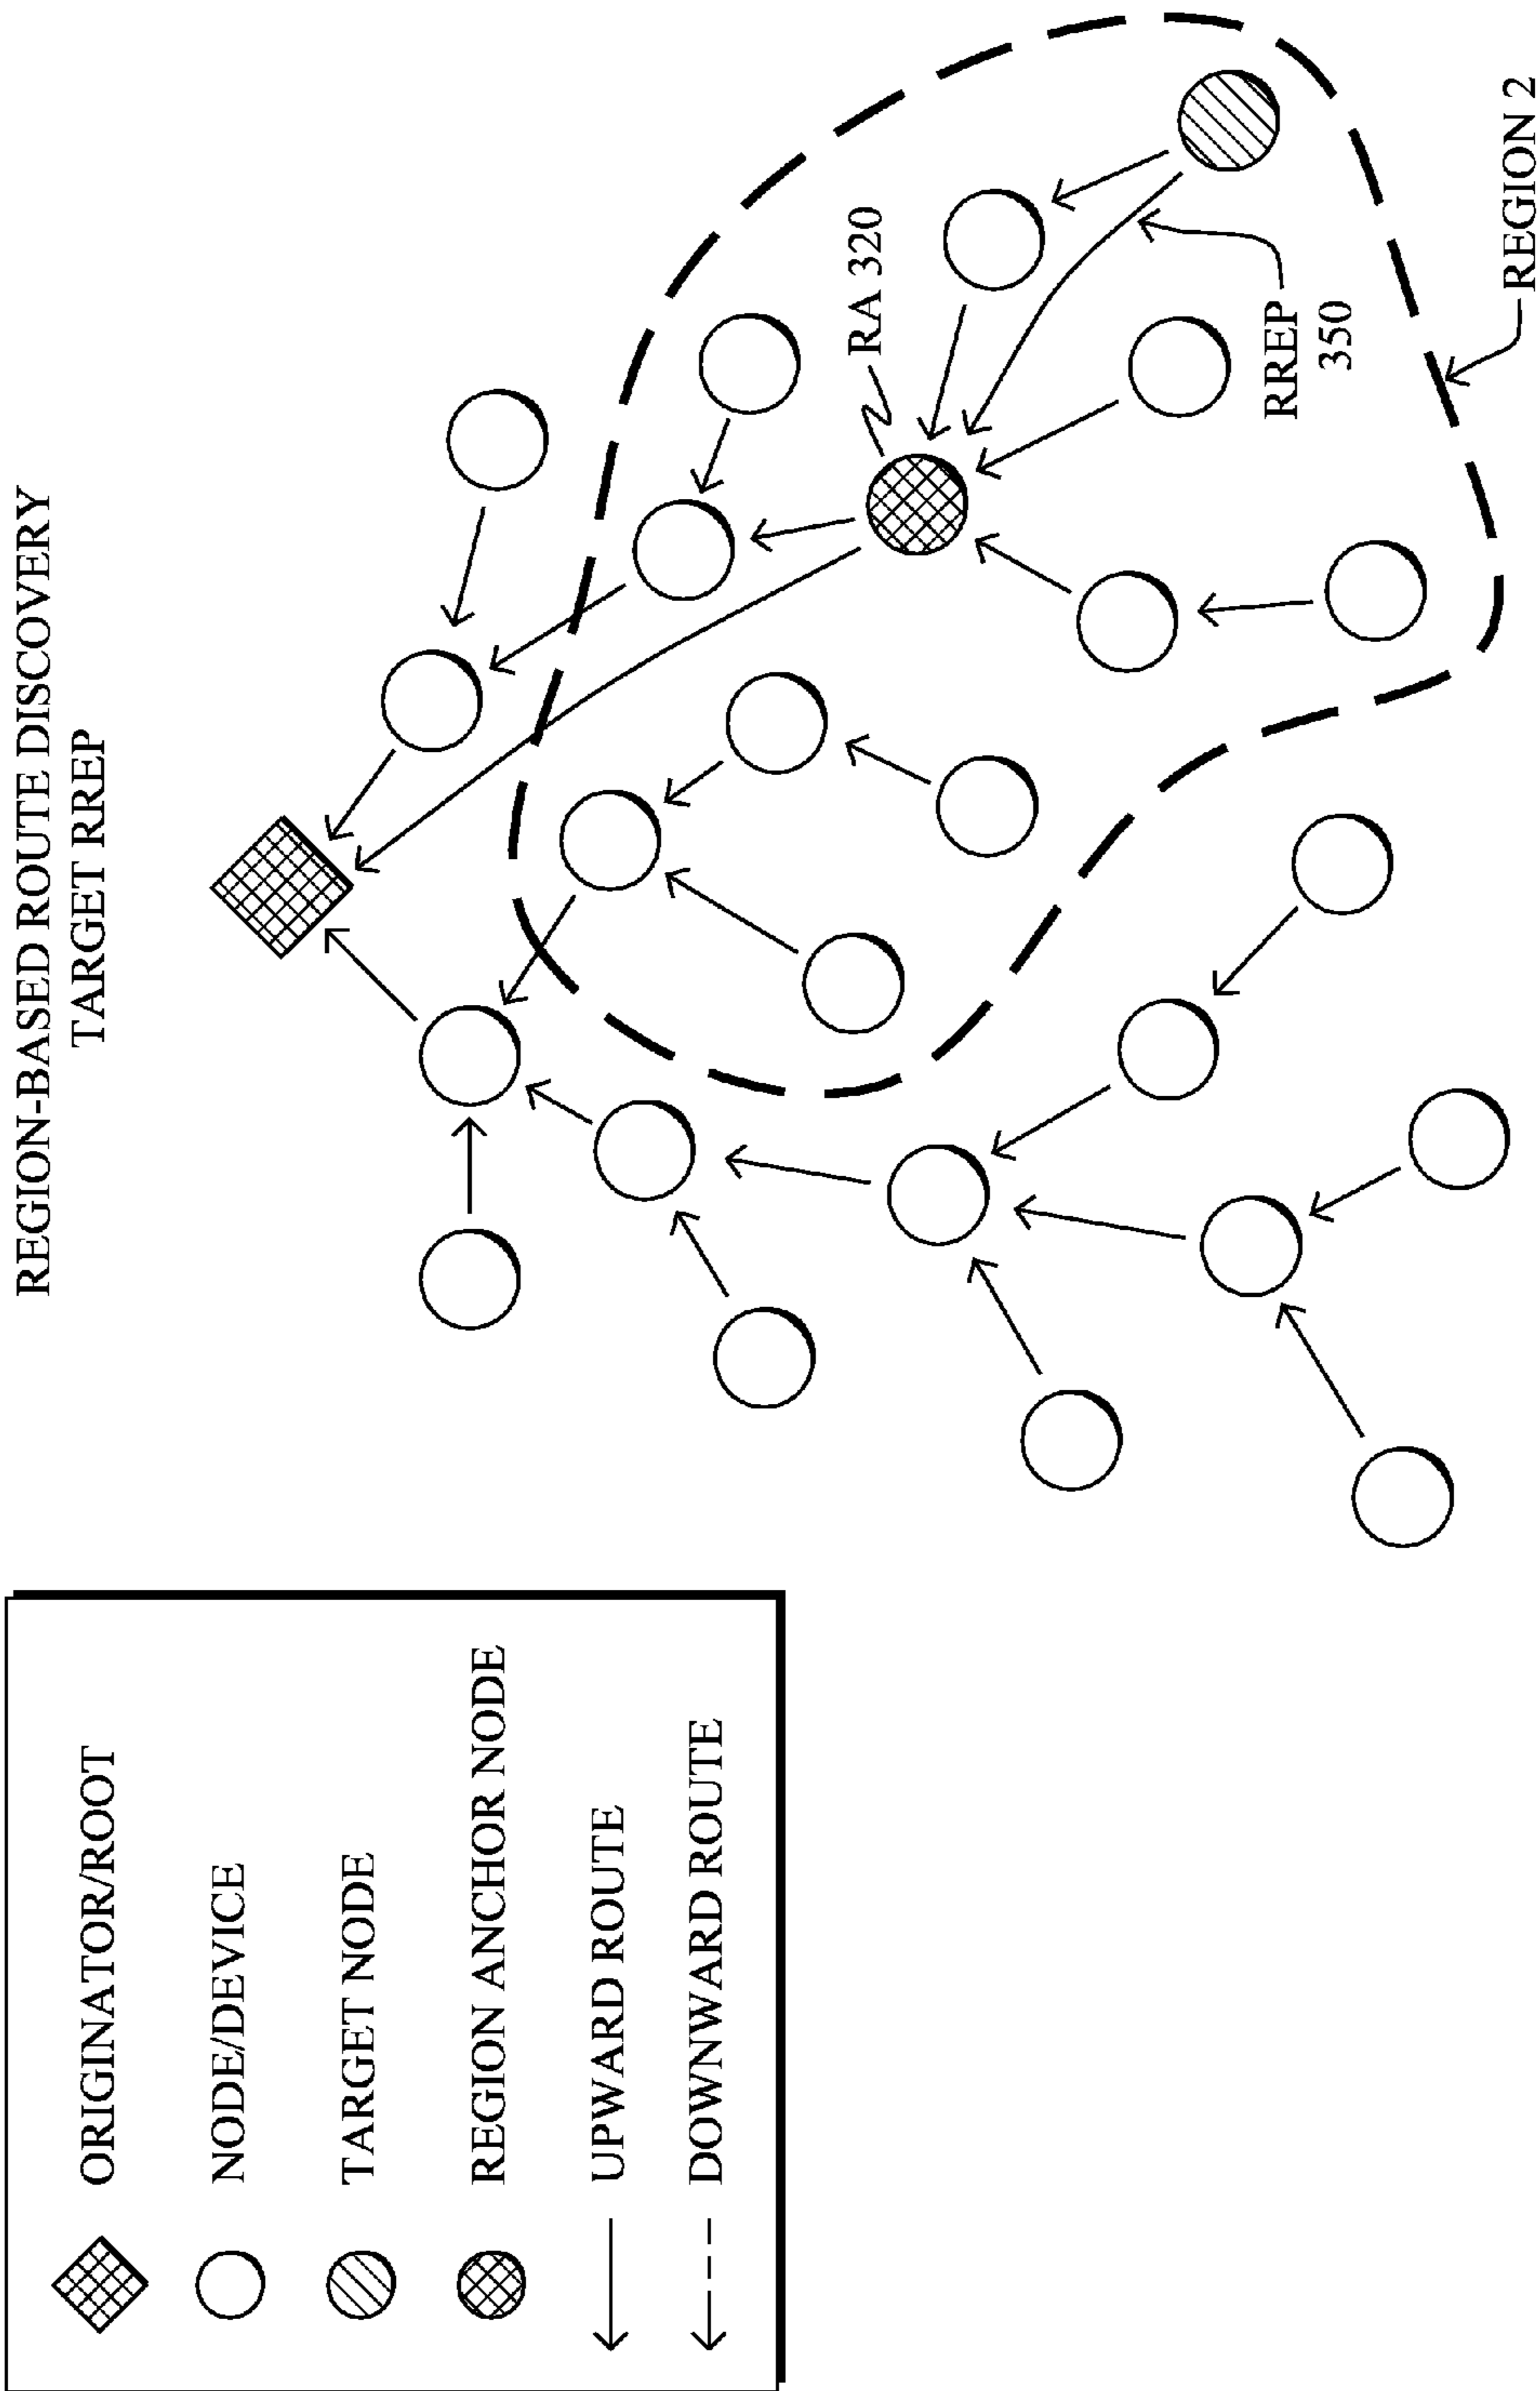 REGION-BASED ROUTE DISCOVERY
TARGET RREP
ORIGINATOR/ROOT
NODE/DEVICE
TARGET NODE
REGION ANCHOR NODE
UPWARD ROUTE
DOWNWARD ROUTE
RA 320
RREP
350
REGION 2